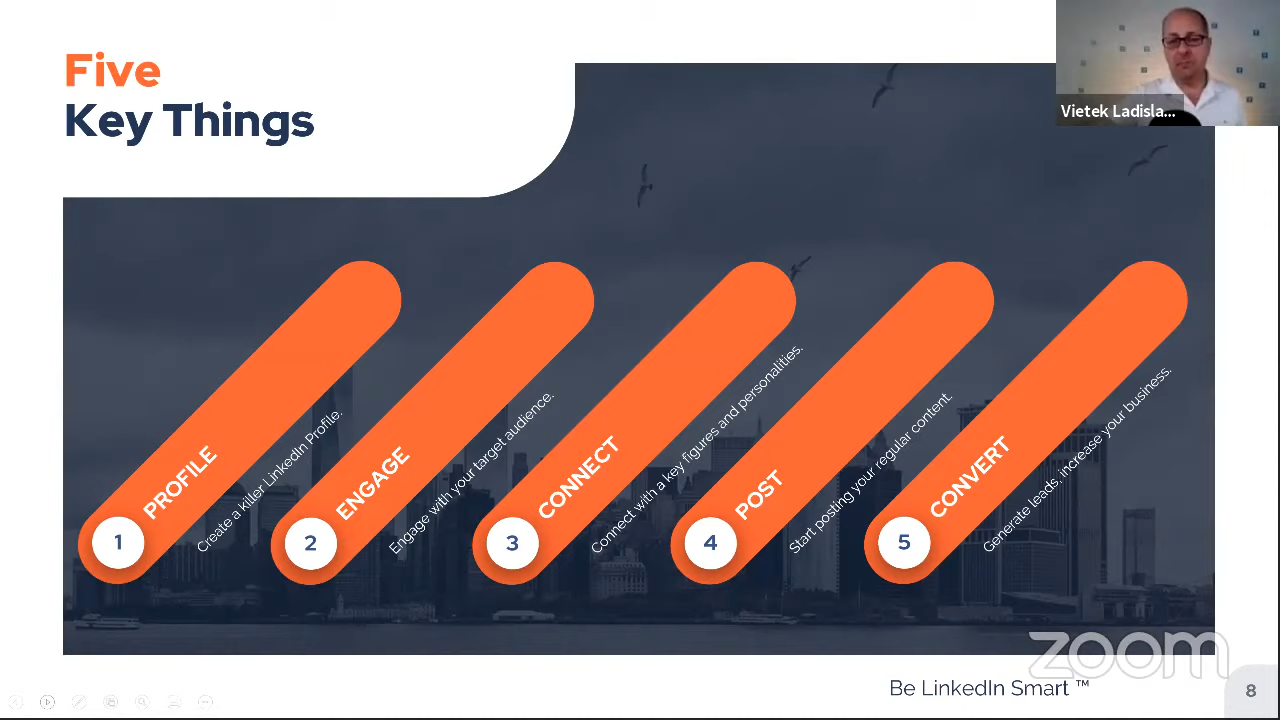 Five
Key Things
Vietek Ladisla...
1
PROFILE
Create a killer LinkedIn Profile.
2
ENGAGE
Engage with your target audience.
3
CONNECT
Connect with a key figures and personalities.
4
POST
Start posting your regular content.
5
CONVERT
Generate leads, increase your business.
zoom
Be LinkedIn Smart ™
8